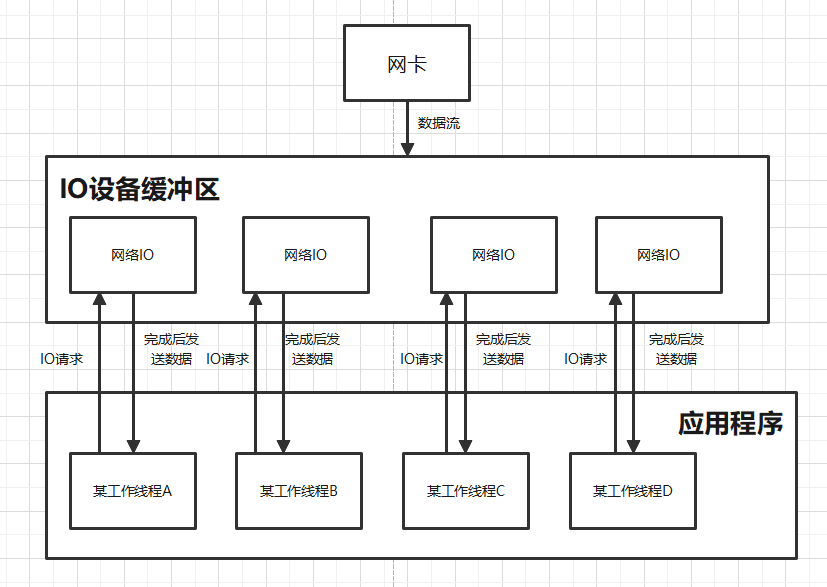 网卡
数据流
IO设备缓冲区
网络IO
网络IO
网络IO
网络IO
IO请求
完成后发
送数据
IO请求
完成后发
送数据
IO请求
完成后发
送数据
IO请求
完成后发
送数据
应用程序
某工作线程A
某工作线程B
某工作线程C
某工作线程D